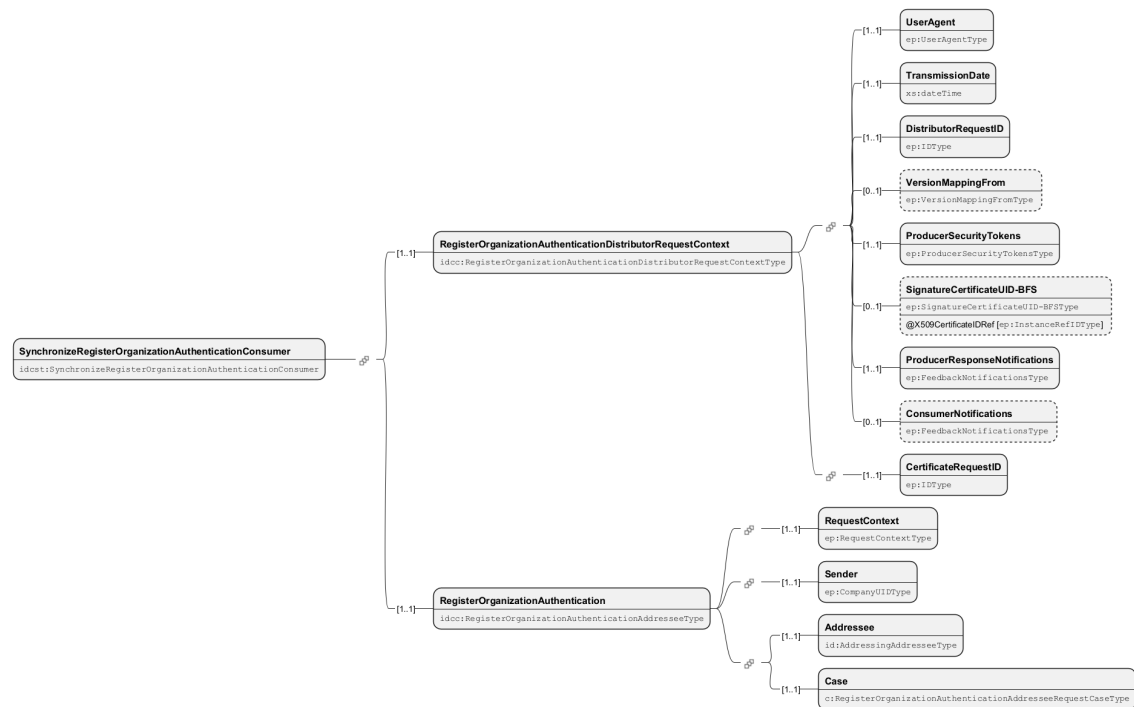 SynchronizeRegisterOrganizationAuthenticationConsumer
idcst:SynchronizeRegisterOrganizationAuthenticationConsumer
[1..1]
RegisterOrganizationAuthenticationDistributorRequestContext
idcc:RegisterOrganizationAuthenticationDistributorRequestContextType
[1..1]
UserAgent
ep:UserAgentType
[1..1]
TransmissionDate
xs:dateTime
[1..1]
DistributorRequestID
ep:IDType
[0..1]
VersionMappingFrom
ep:VersionMappingFromType
[1..1]
ProducerSecurityTokens
ep:ProducerSecurityTokensType
[0..1]
SignatureCertificateUID-BFS
ep:SignatureCertificateUID-BFSType
@X509CertificateIDRef [ep:InstanceRefIDType]
[1..1]
ProducerResponseNotifications
ep:FeedbackNotificationsType
[0..1]
ConsumerNotifications
ep:FeedbackNotificationsType
[1..1]
CertificateRequestID
ep:IDType
[1..1]
RegisterOrganizationAuthentication
idcc:RegisterOrganizationAuthenticationAddresseeType
[1..1]
RequestContext
ep:RequestContextType
[1..1]
Sender
ep:CompanyUIDType
[1..1]
Addressee
id:AddressingAddresseeType
[1..1]
Case
c:RegisterOrganizationAuthenticationAddresseeRequestCaseType